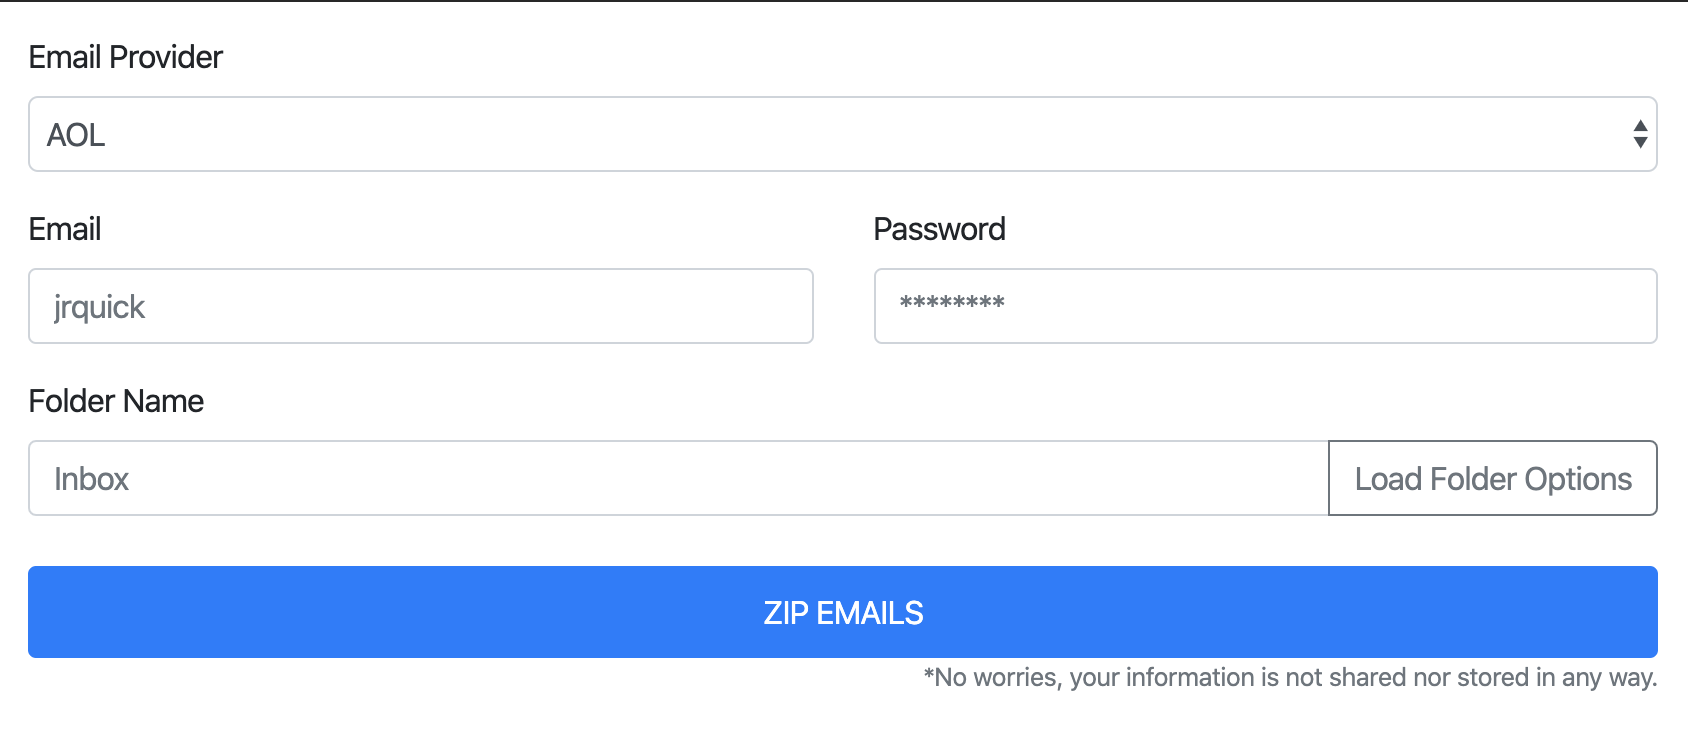 Email Provider
AOL
Email
Password
jrquick
********
Folder Name
Inbox
Load Folder Options
ZIP EMAILS
*No worries, your information is not shared nor stored in any way.